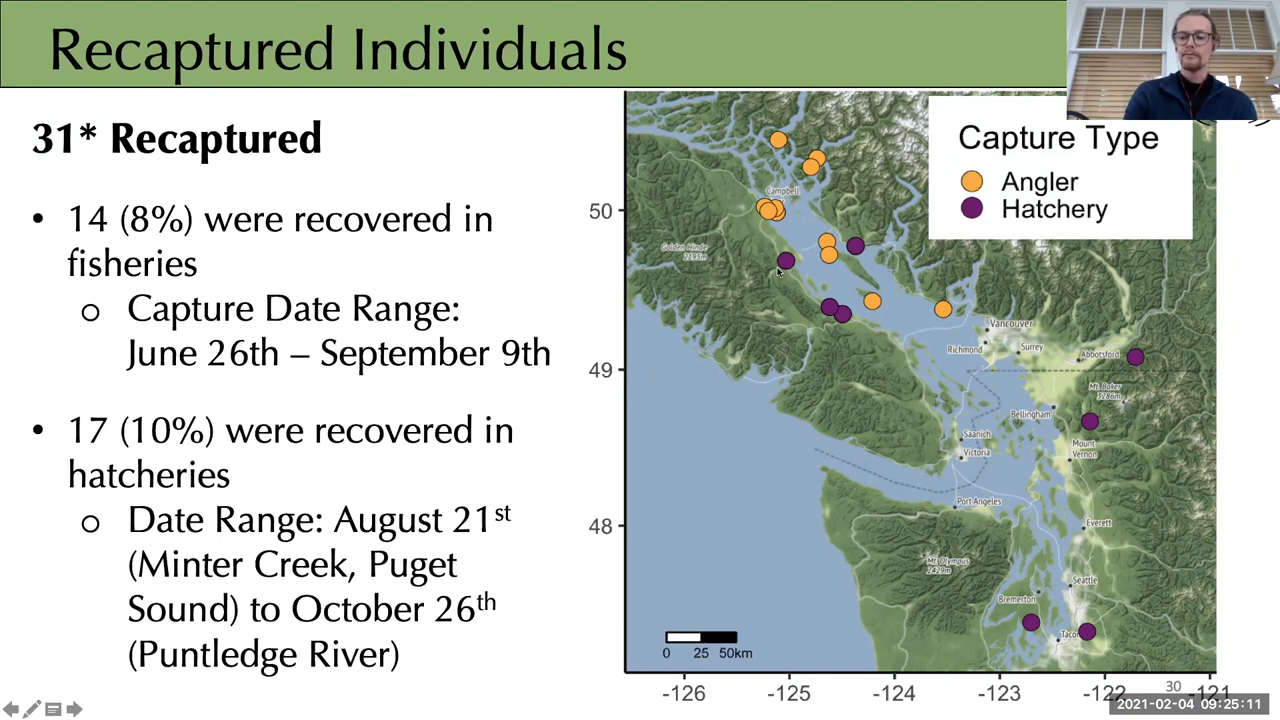 Recaptured Individuals
31* Recaptured
• 14 (8%) were recovered in
fisheries
o Capture Date Range:
June 26th – September 9th
• 17 (10%) were recovered in
hatcheries
o Date Range: August 21st
(Minter Creek, Puget
Sound) to October 26th
(Puntledge River)
Capture Type
Angler
Hatchery
50
49
48
Campbell
Golden Hinde
2195m
Vancouver
Richmond
Surrey
Abbotsford
Mt. Baker
3286m
Bellingham
Mount
Vernon
Saanich
Victoria
Port Angeles
Everett
Mt. Olympus
2429m
Seattle
Bremerton
Tacom
0 25 50km
-126 -125 -124 -123 -122 -121
30
2021-02-04 09:25:11